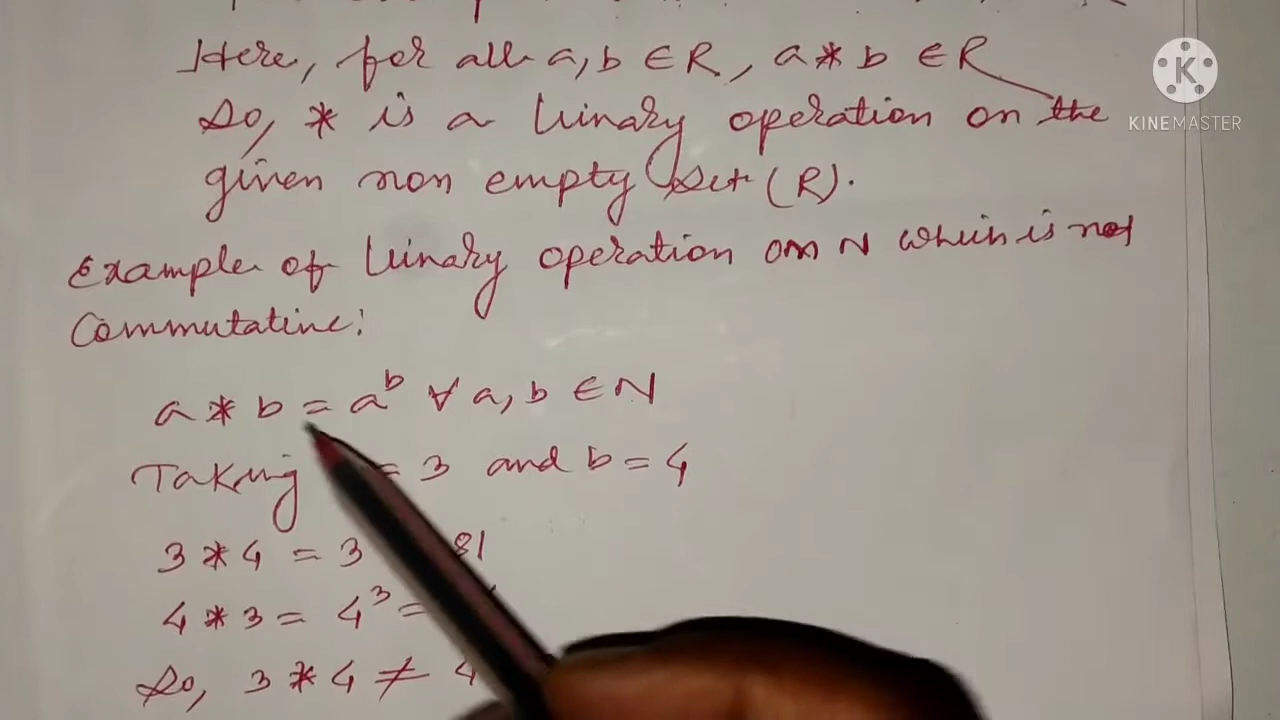 Here, for all a, b ∈ R, a * b ∈ R
So, * is a binary operation on the
given non empty set (R).
Example of binary operation on N which is not
Commutative:
a * b = a^b ∀ a, b ∈ N
Taking = 3 and b = 4
3 * 4 = 3 81
4 * 3 = 4^3 =
So, 3 * 4 ≠ 4
K
KINEMASTER